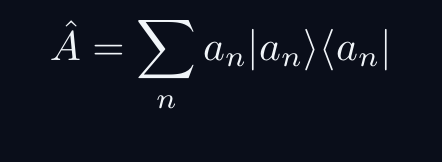 Â = ∑ₙ aₙ|aₙ⟩⟨aₙ|